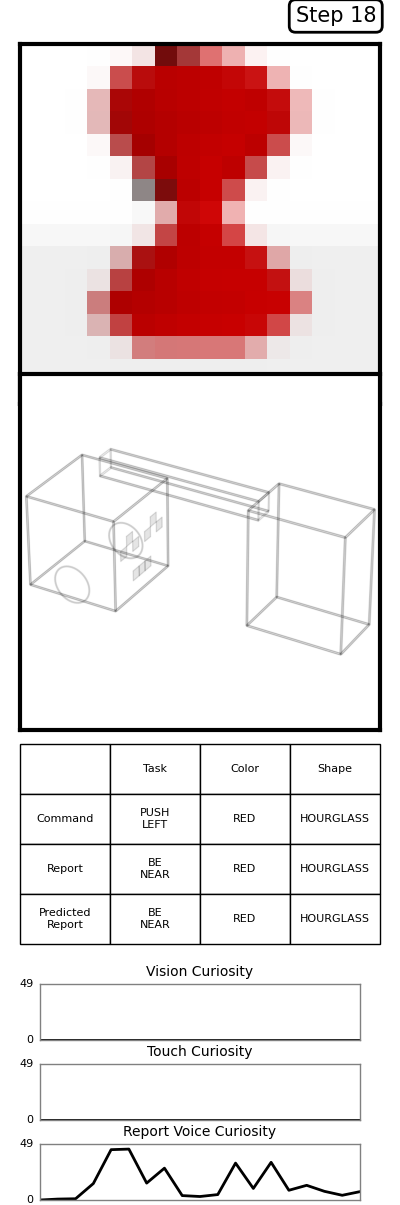 Step 18
Task Color Shape
Command PUSH LEFT RED HOURGLASS
Report BE NEAR RED HOURGLASS
Predicted Report BE NEAR RED HOURGLASS
Vision Curiosity
49
0
Touch Curiosity
49
0
Report Voice Curiosity
49
0